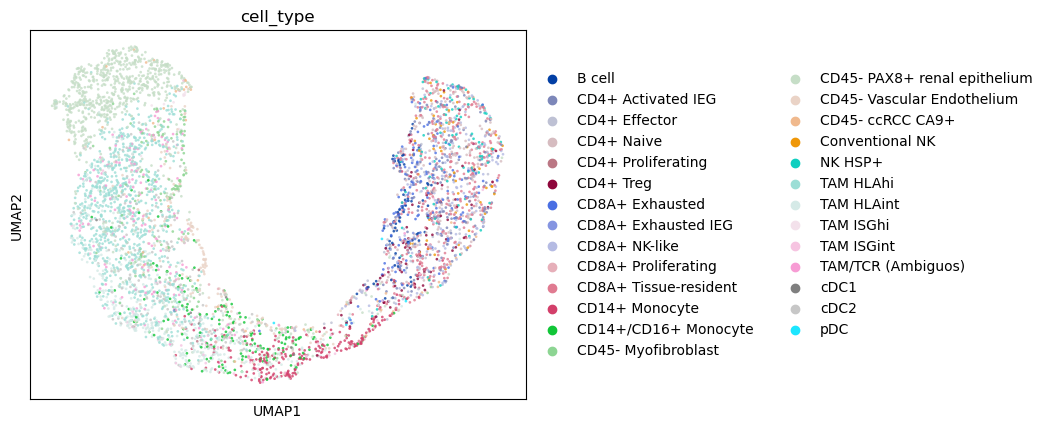 cell_type
UMAP2
UMAP1
B cell
CD4+ Activated IEG
CD4+ Effector
CD4+ Naive
CD4+ Proliferating
CD4+ Treg
CD8A+ Exhausted
CD8A+ Exhausted IEG
CD8A+ NK-like
CD8A+ Proliferating
CD8A+ Tissue-resident
CD14+ Monocyte
CD14+/CD16+ Monocyte
CD45- Myofibroblast
CD45- PAX8+ renal epithelium
CD45- Vascular Endothelium
CD45- ccRCC CA9+
Conventional NK
NK HSP+
TAM HLAhi
TAM HLAint
TAM ISGhi
TAM ISGint
TAM/TCR (Ambiguos)
cDC1
cDC2
pDC